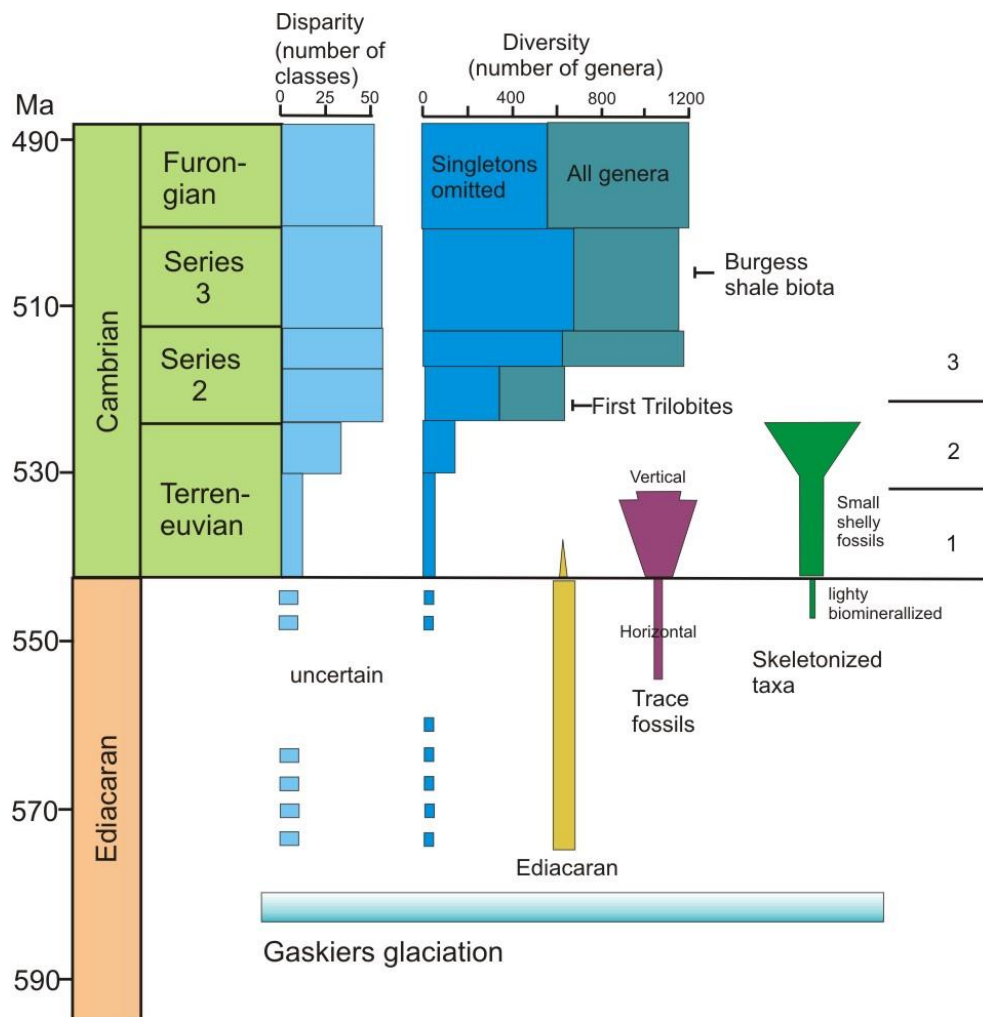 Disparity
(number of
classes)
0 25 50
Diversity
(number of genera)
0 400 800 1200
Ma
490
510
530
550
570
590
Cambrian
Ediacaran
Furon-
gian
Series
3
Series
2
Terren-
euvian
Singletons
omitted
All genera
Burgess
shale biota
First Trilobites
3
2
1
Vertical
Small
shelly
fossils
lighty
biomineralized
Horizontal
uncertain
Trace
fossils
Skeletonized
taxa
Ediacaran
Gaskiers glaciation